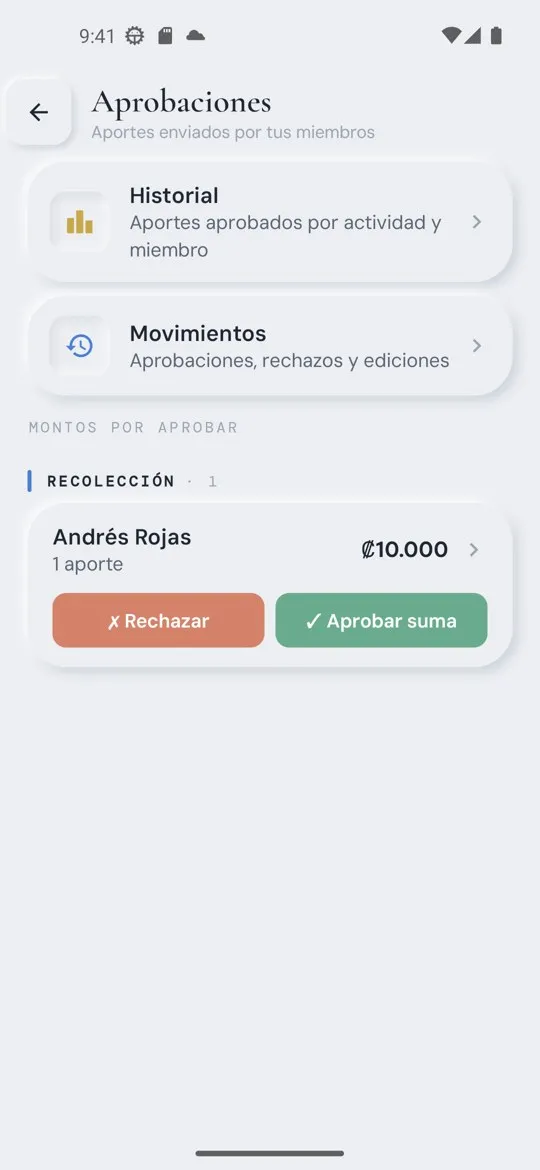 9:41
Aprobaciones
Aportes enviados por tus miembros
Historial
Aportes aprobados por actividad y
miembro
Movimientos
Aprobaciones, rechazos y ediciones
MONTOS POR APROBAR
RECOLECCIÓN · 1
Andrés Rojas
1 aporte
₡10.000
✗ Rechazar
✓ Aprobar suma